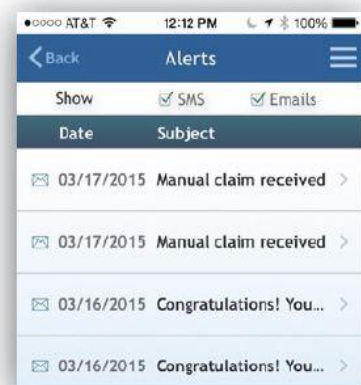 AT&T 12:12 PM 100%
Back Alerts
Show SMS Emails
Date Subject
03/17/2015 Manual claim received
03/17/2015 Manual claim received
03/16/2015 Congratulations! You...
03/16/2015 Congratulations! You...